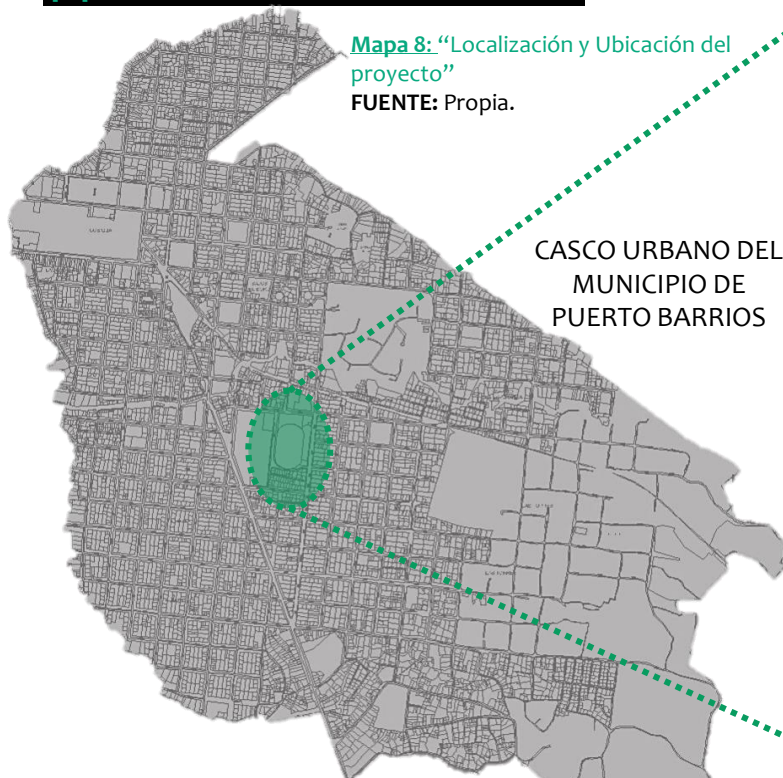 Mapa 8: “Localización y Ubicación del
proyecto”
FUENTE: Propia.
CASCO URBANO DEL
MUNICIPIO DE
PUERTO BARRIOS